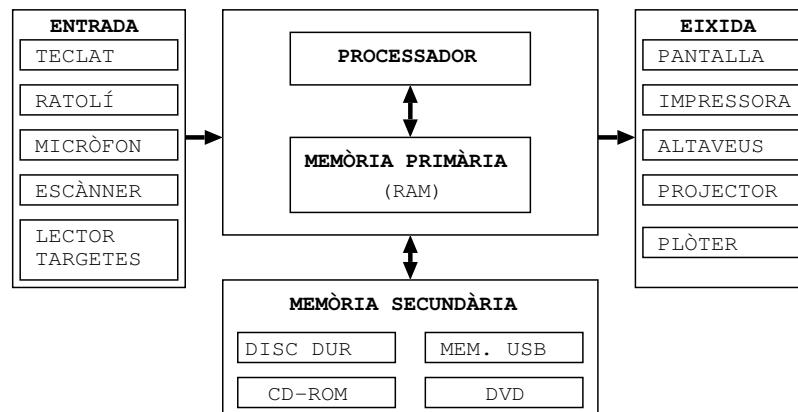 ENTRADA
TECLAT
RATOLÍ
MICRÒFON
ESCÀNNER
LECTOR
TARGETES
PROCESSADOR
MEMÒRIA PRIMÀRIA
(RAM)
EIXIDA
PANTALLA
IMPRESSORA
ALTAVEUS
PROJECTOR
PLÒTER
MEMÒRIA SECUNDÀRIA
DISC DUR
MEM. USB
CD-ROM
DVD